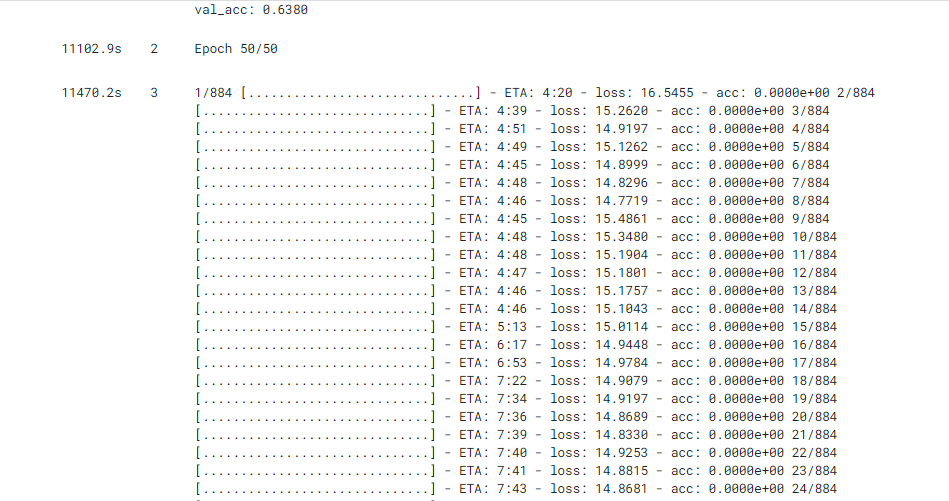 val_acc: 0.6380
11102.9s 2 Epoch 50/50
11470.2s 3 1/884 [..............................] - ETA: 4:20 - loss: 16.5455 - acc: 0.0000e+00 2/884
[..............................] - ETA: 4:39 - loss: 15.2620 - acc: 0.0000e+00 3/884
[..............................] - ETA: 4:51 - loss: 14.9197 - acc: 0.0000e+00 4/884
[..............................] - ETA: 4:49 - loss: 15.1262 - acc: 0.0000e+00 5/884
[..............................] - ETA: 4:45 - loss: 14.8999 - acc: 0.0000e+00 6/884
[..............................] - ETA: 4:48 - loss: 14.8296 - acc: 0.0000e+00 7/884
[..............................] - ETA: 4:46 - loss: 14.7719 - acc: 0.0000e+00 8/884
[..............................] - ETA: 4:45 - loss: 15.4861 - acc: 0.0000e+00 9/884
[..............................] - ETA: 4:48 - loss: 15.3480 - acc: 0.0000e+00 10/884
[..............................] - ETA: 4:48 - loss: 15.1904 - acc: 0.0000e+00 11/884
[..............................] - ETA: 4:47 - loss: 15.1801 - acc: 0.0000e+00 12/884
[..............................] - ETA: 4:46 - loss: 15.1757 - acc: 0.0000e+00 13/884
[..............................] - ETA: 4:46 - loss: 15.1043 - acc: 0.0000e+00 14/884
[..............................] - ETA: 5:13 - loss: 15.0114 - acc: 0.0000e+00 15/884
[..............................] - ETA: 6:17 - loss: 14.9448 - acc: 0.0000e+00 16/884
[..............................] - ETA: 6:53 - loss: 14.9784 - acc: 0.0000e+00 17/884
[..............................] - ETA: 7:22 - loss: 14.9079 - acc: 0.0000e+00 18/884
[..............................] - ETA: 7:34 - loss: 14.9197 - acc: 0.0000e+00 19/884
[..............................] - ETA: 7:36 - loss: 14.8689 - acc: 0.0000e+00 20/884
[..............................] - ETA: 7:39 - loss: 14.8330 - acc: 0.0000e+00 21/884
[..............................] - ETA: 7:40 - loss: 14.9253 - acc: 0.0000e+00 22/884
[..............................] - ETA: 7:41 - loss: 14.8815 - acc: 0.0000e+00 23/884
[..............................] - ETA: 7:43 - loss: 14.8681 - acc: 0.0000e+00 24/884